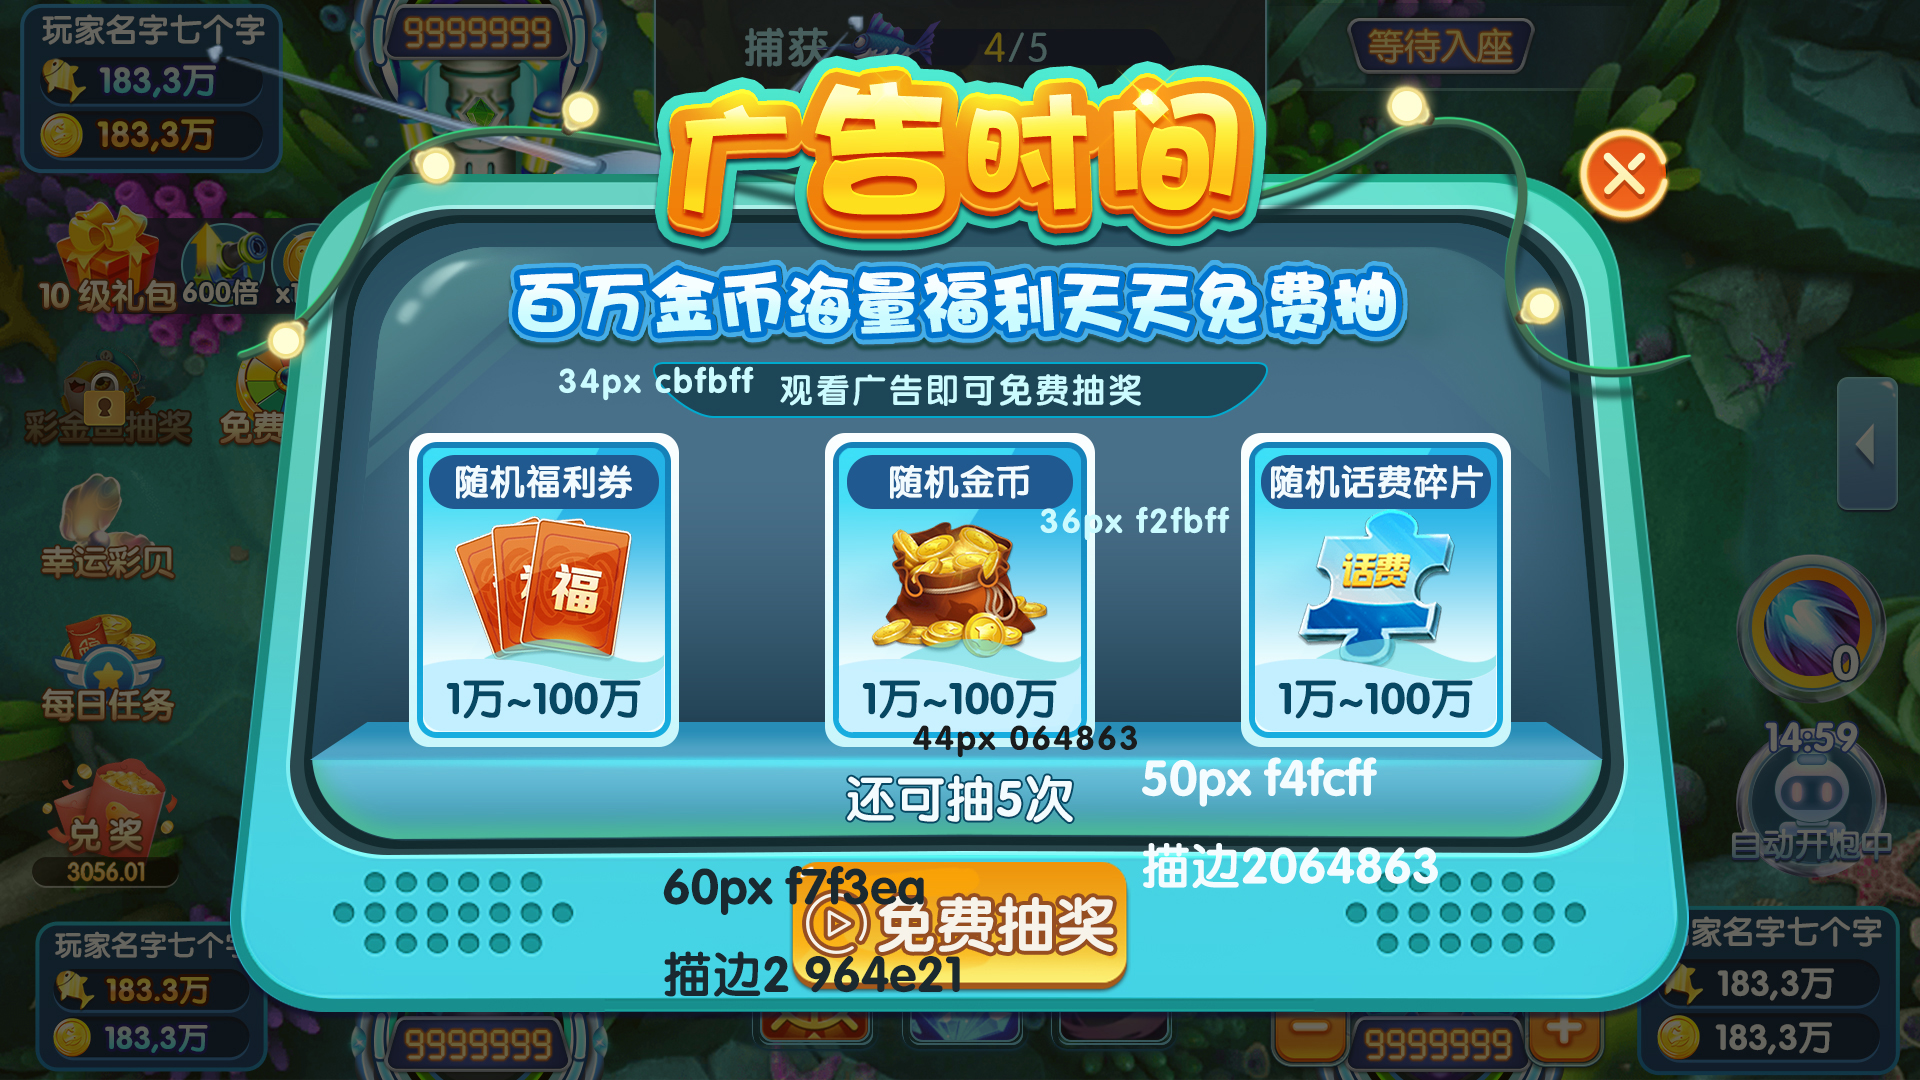 玩家名字七个字
183,3万
183,3万
9999999
捕获
4/5
等待入座
广告时间
百万金币海量福利天天免费抽
34px cbfbff
观看广告即可免费抽奖
10 级礼包
600倍
彩金鱼抽奖
免费
幸运彩贝
每日任务
兑奖
3056.01
随机福利券
福
1万~100万
随机金币
36px f2fbff
1万~100万
44px 064863
随机话费碎片
话费
1万~100万
还可抽5次
50px f4fcff
描边2064863
60px f7f3ea
免费抽奖
描边2 964e21
0
14:59
自动开炮中
玩家名字七个字
183.3万
183,3万
9999999
9999999
家名字七个字
183,3万
183,3万